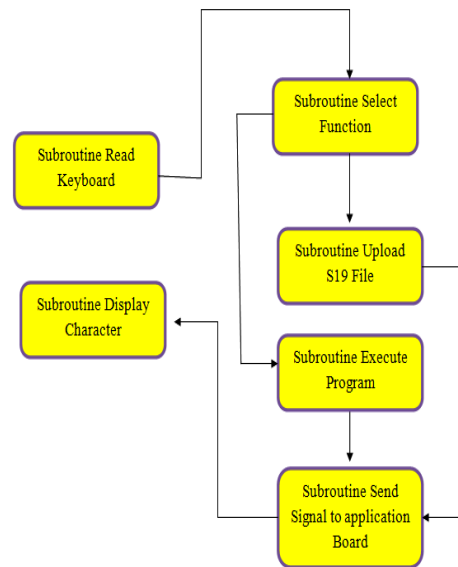 Subroutine Select
Function
Subroutine Read
Keyboard
Subroutine Upload
S19 File
Subroutine Display
Character
Subroutine Execute
Program
Subroutine Send
Signal to application
Board